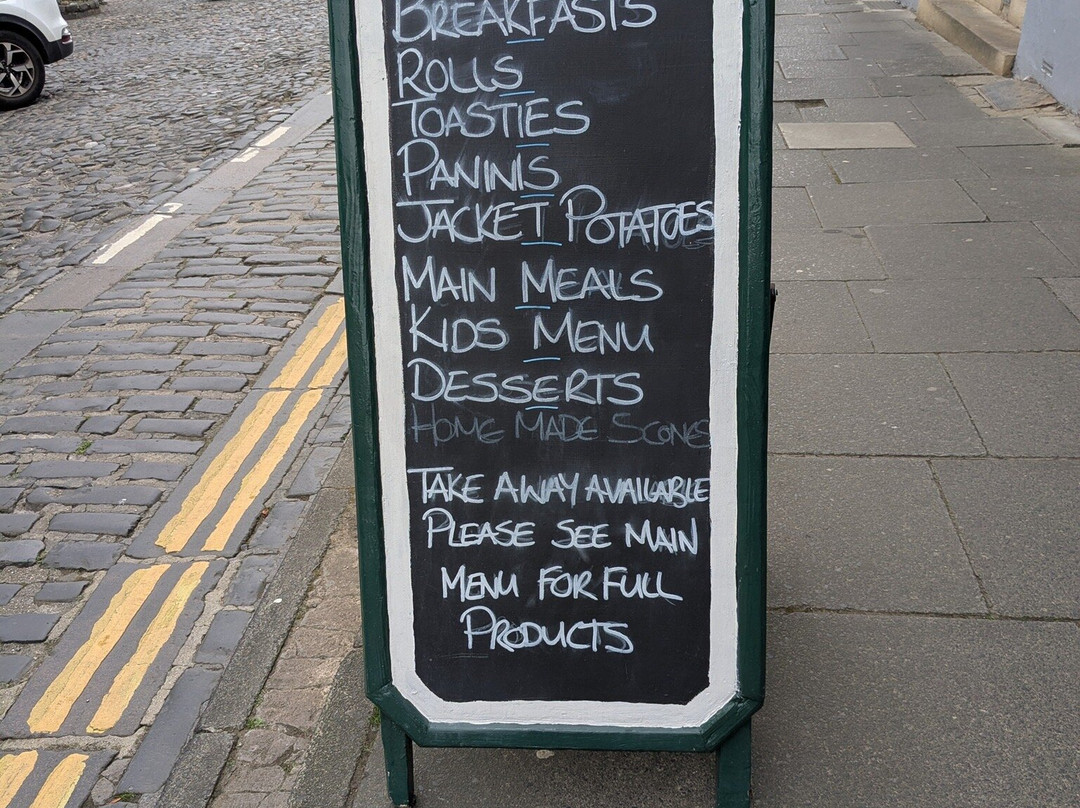 BREAKFASTS
ROLLS
TOASTIES
PANINIS
JACKET POTATOES
MAIN MEALS
KIDS MENU
DESSERTS
HOME MADE SCONES
TAKE AWAY AVAILABLE
PLEASE SEE MAIN
MENU FOR FULL
PRODUCTS